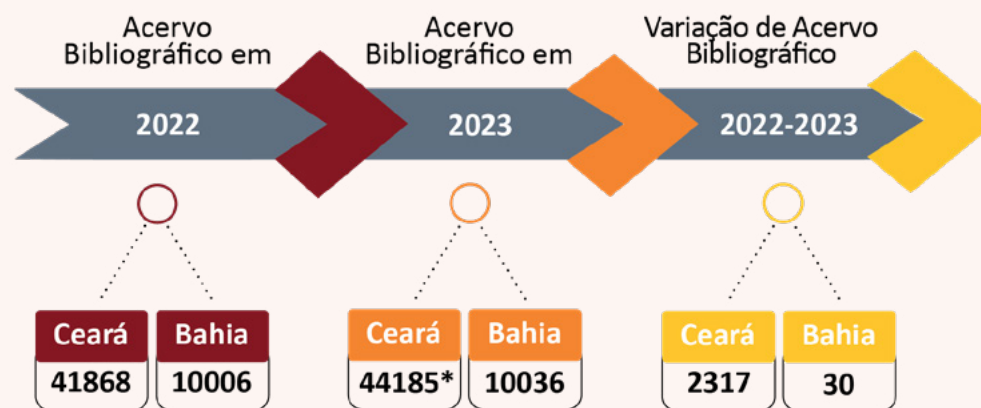 Acervo
Bibliográfico em
2022
Acervo
Bibliográfico em
2023
Variação de Acervo
Bibliográfico
2022-2023
Ceará
41868
Bahia
10006
Ceará
44185*
Bahia
10036
Ceará
2317
Bahia
30